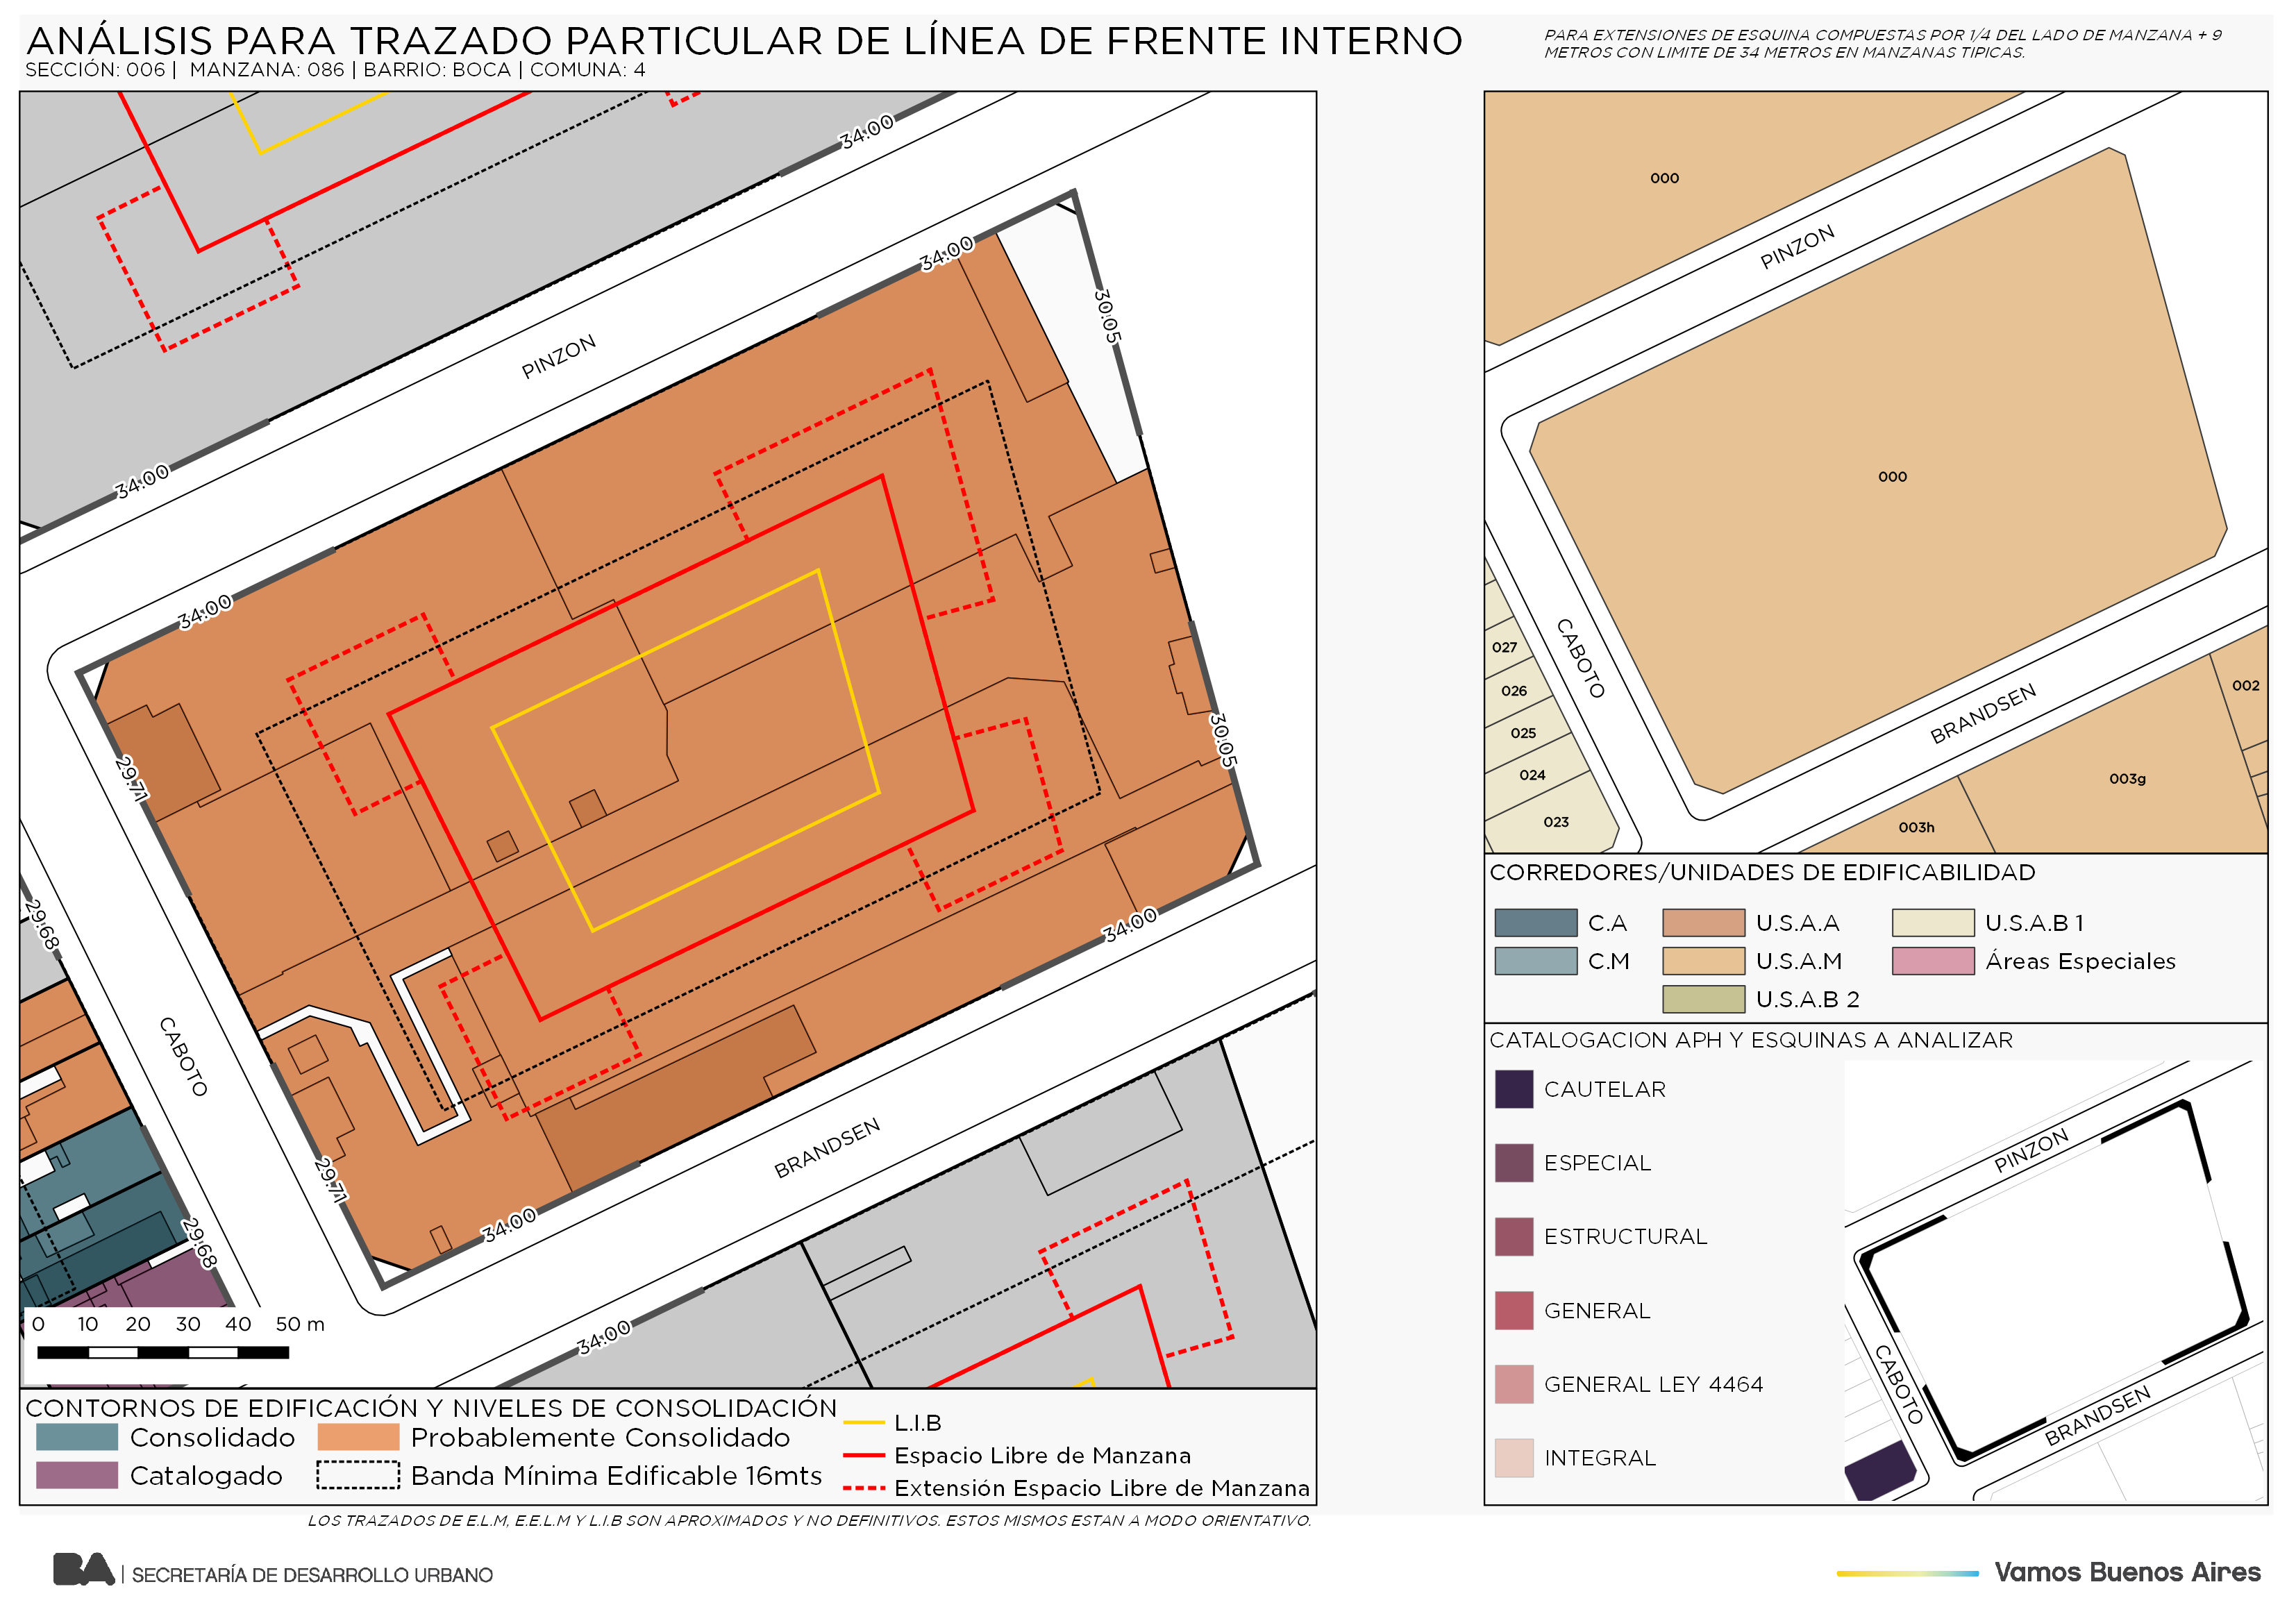 ANÁLISIS PARA TRAZADO PARTICULAR DE LÍNEA DE FRENTE INTERNO
SECCIÓN: 006 | MANZANA: 086 | BARRIO: BOCA | COMUNA: 4
PARA EXTENSIONES DE ESQUINA COMPUESTAS POR 1/4 DEL LADO DE MANZANA + 9
METROS CON LIMITE DE 34 METROS EN MANZANAS TIPICAS.
34:00
34:00
30:05
PINZON
34:00
34:00
29:71
30:05
29:68
34:00
CABOTO
29:71
BRANDSEN
34:00
29:68
34:00
0 10 20 30 40 50 m
CONTORNOS DE EDIFICACIÓN Y NIVELES DE CONSOLIDACIÓN
Consolidado
Probablemente Consolidado
Catalogado
Banda Mínima Edificable 16mts
L.I.B
Espacio Libre de Manzana
Extensión Espacio Libre de Manzana
LOS TRAZADOS DE E.L.M, E.E.L.M Y L.I.B SON APROXIMADOS Y NO DEFINITIVOS. ESTOS MISMOS ESTAN A MODO ORIENTATIVO.
000
PINZON
000
CABOTO
027
026
025
024
023
BRANDSEN
002
003g
003h
CORREDORES/UNIDADES DE EDIFICABILIDAD
C.A
U.S.A.A
U.S.A.B 1
C.M
U.S.A.M
Áreas Especiales
U.S.A.B 2
CATALOGACION APH Y ESQUINAS A ANALIZAR
CAUTELAR
ESPECIAL
ESTRUCTURAL
GENERAL
GENERAL LEY 4464
INTEGRAL
PINZON
CABOTO
BRANDSEN
BA | SECRETARÍA DE DESARROLLO URBANO
Vamos Buenos Aires